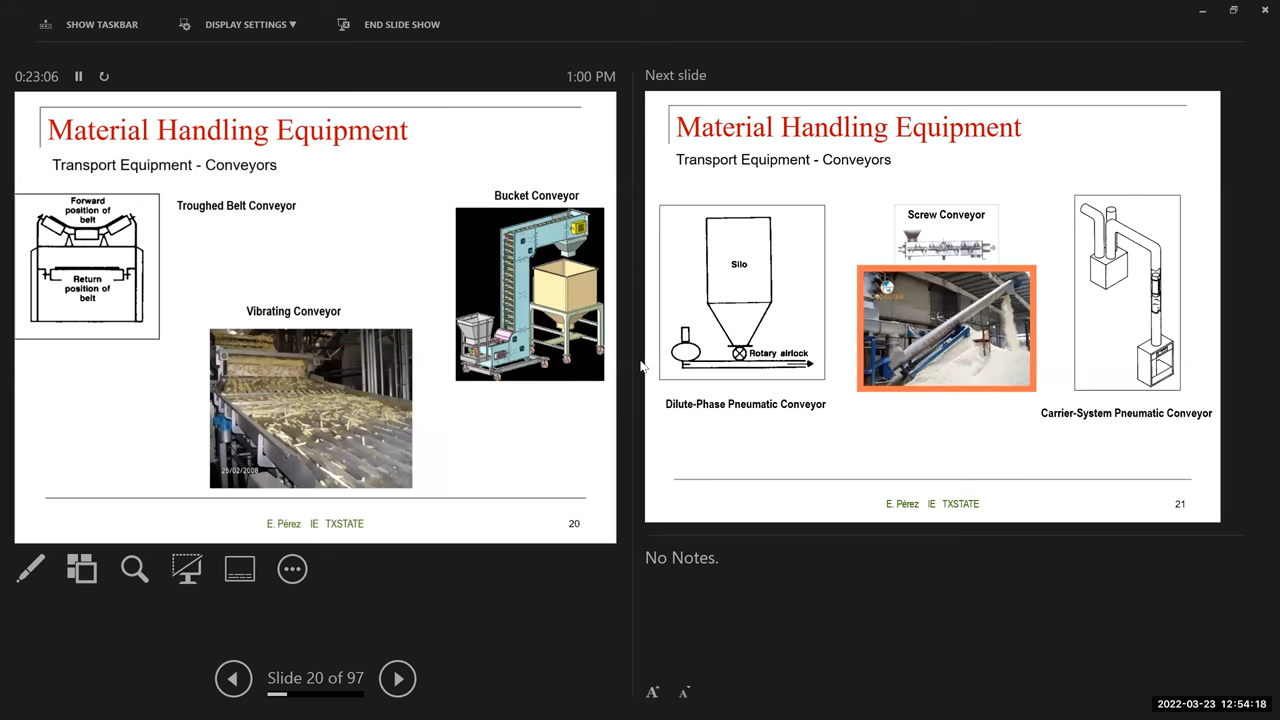 SHOW TASKBAR
DISPLAY SETTINGS ▼
END SLIDE SHOW
0:23:06
1:00 PM
Material Handling Equipment
Transport Equipment - Conveyors
Forward
position of
belt
Return
position of
belt
Troughed Belt Conveyor
Vibrating Conveyor
25/02/2008
Bucket Conveyor
E. Pérez IE TXSTATE
20
Next slide
Material Handling Equipment
Transport Equipment - Conveyors
Silo
Rotary airlock
Dilute-Phase Pneumatic Conveyor
Screw Conveyor
Carrier-System Pneumatic Conveyor
E. Pérez IE TXSTATE
21
No Notes.
Slide 20 of 97
A A
2022-03-23 12:54:18